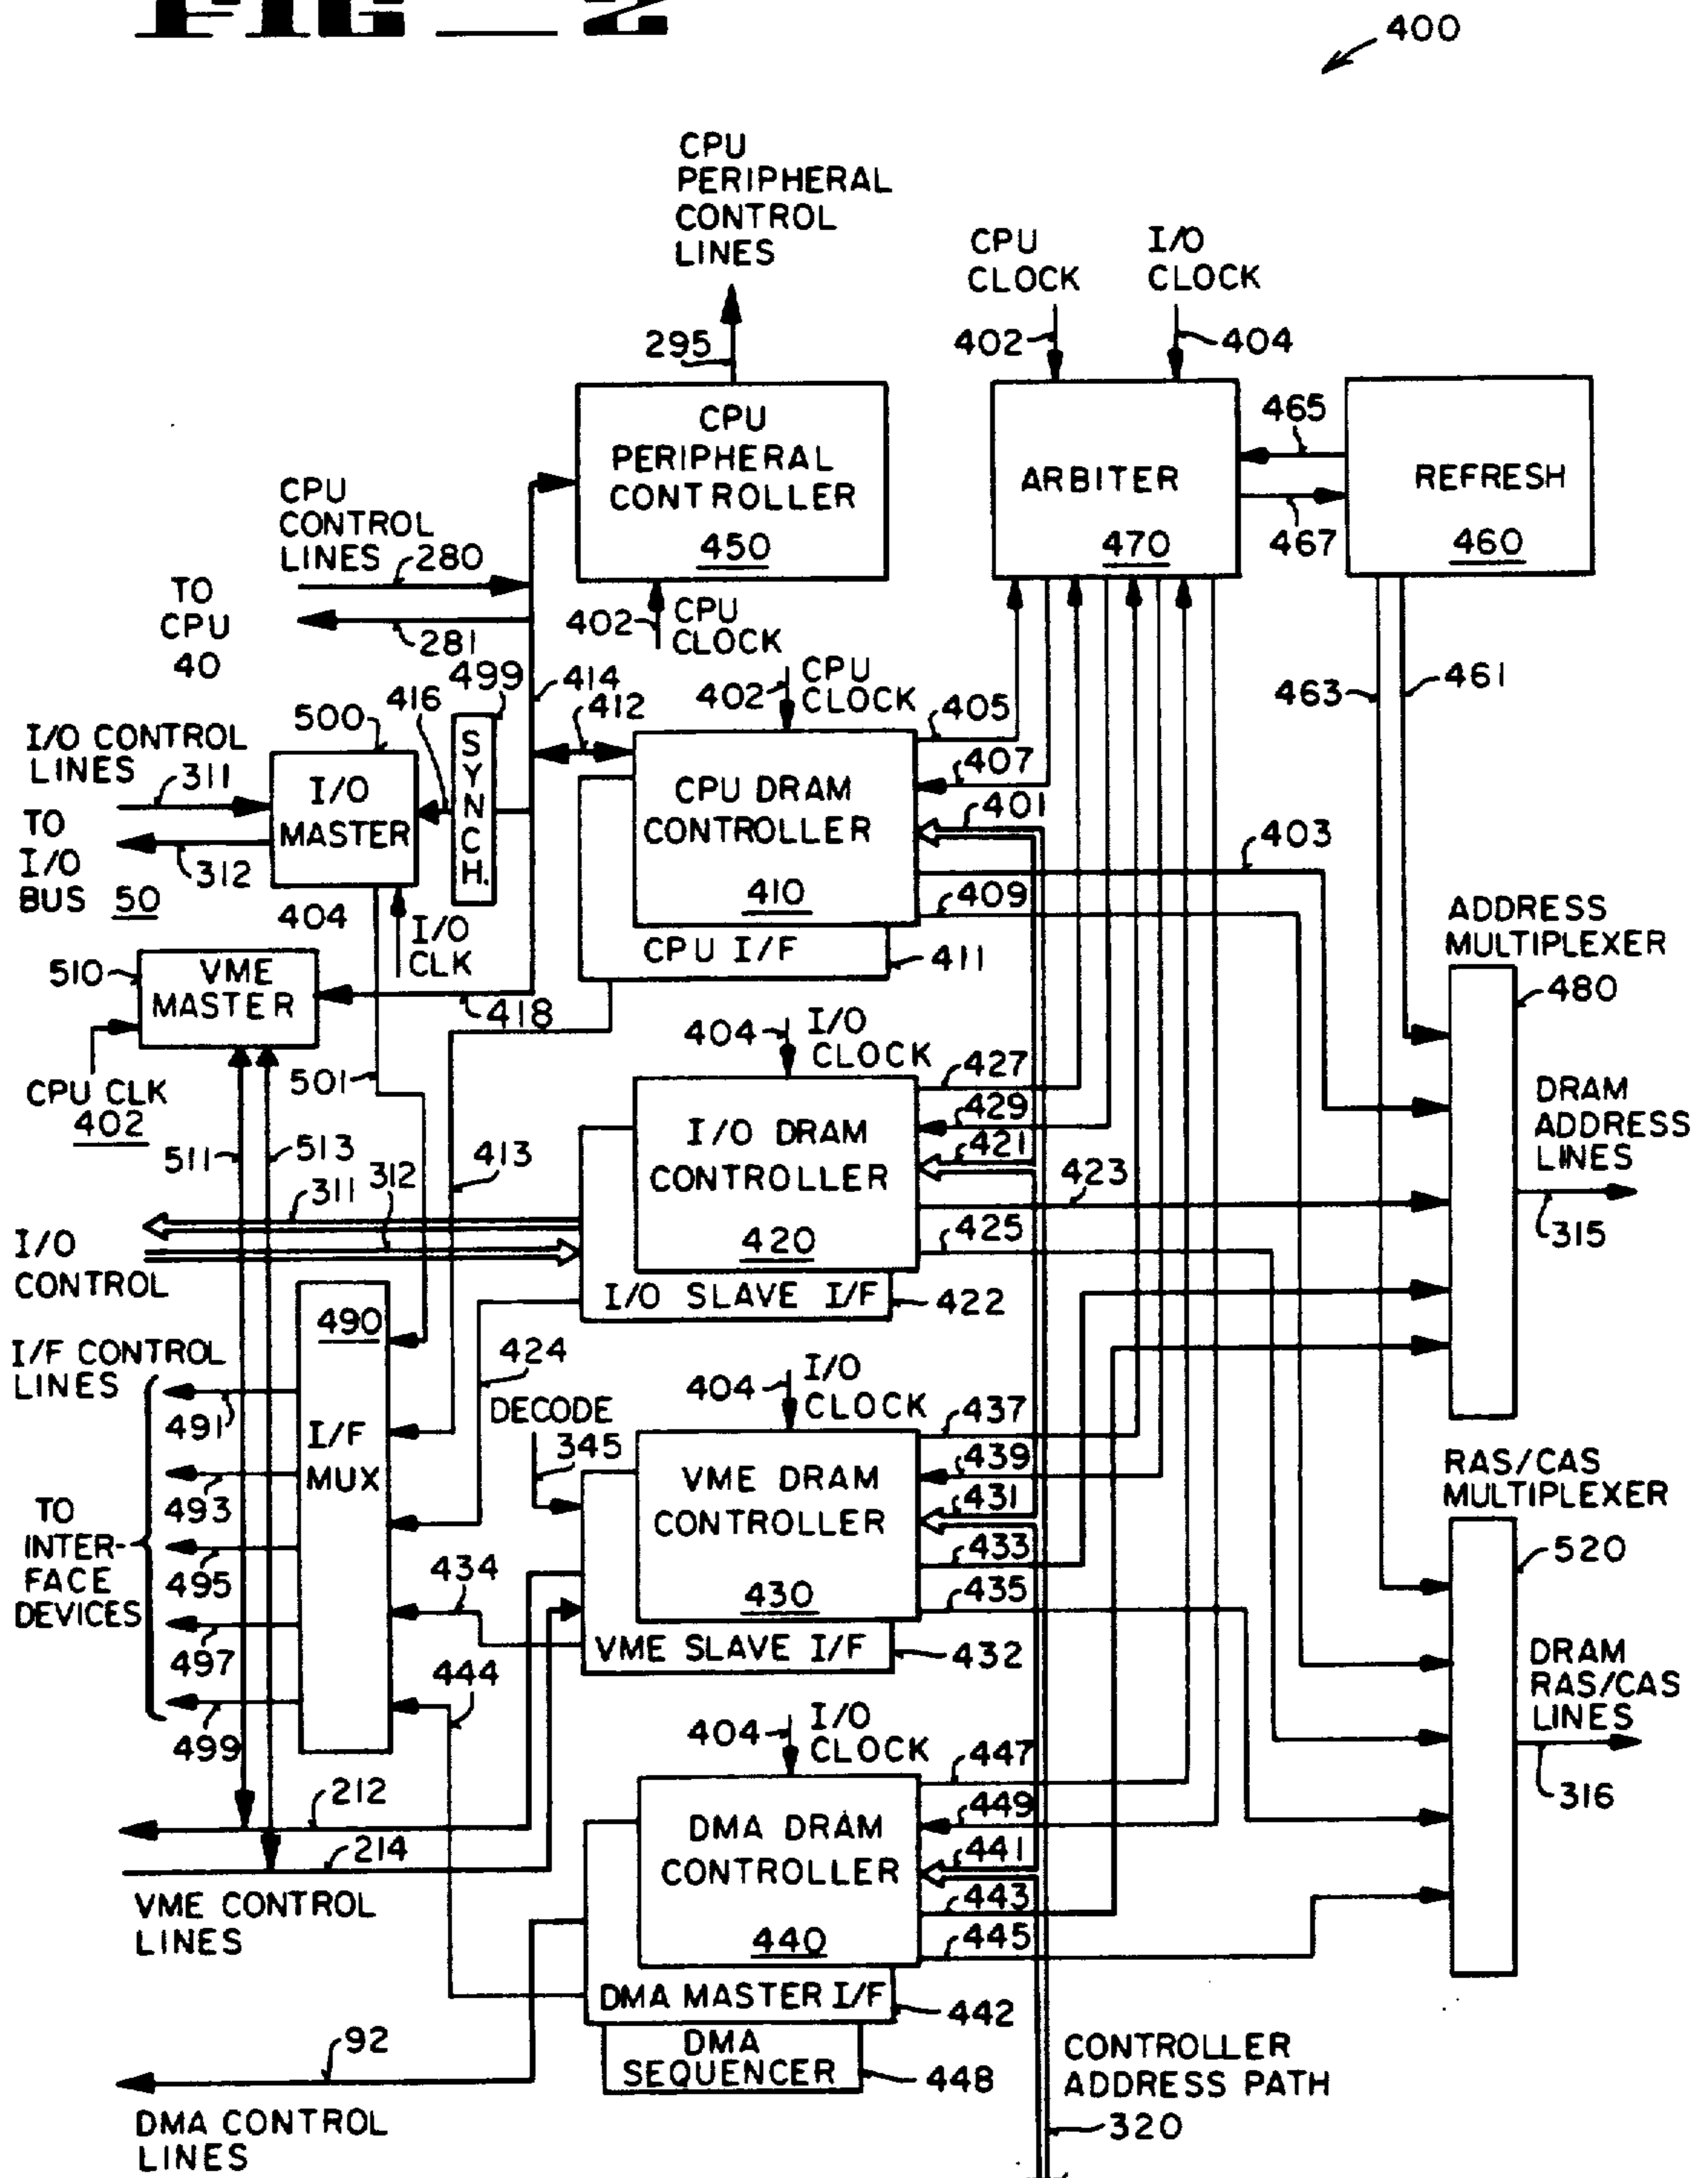 FIG_2
400
CPU
PERIPHERAL
CONTROL
LINES
CPU
CLOCK
I/O
CLOCK
295
402
404
CPU
PERIPHERAL
CONTROLLER
450
ARBITER
470
465
467
REFRESH
460
CPU
CONTROL
LINES
280
TO
CPU
40
281
402
CPU
CLOCK
499
414
416
412
402
CPU
CLOCK
405
463
461
I/O CONTROL
LINES
311
500
I/O
MASTER
SYNCH.
TO
I/O
BUS 50
312
404
I/O
CLK
CPU DRAM
CONTROLLER
410
CPU I/F
411
407
401
403
409
ADDRESS
MULTIPLEXER
480
510
VME
MASTER
418
CPU CLK
402
501
404
I/O
CLOCK
427
429
421
423
425
I/O DRAM
CONTROLLER
420
I/O SLAVE I/F
422
DRAM
ADDRESS
LINES
315
511
513
413
311
312
I/O
CONTROL
490
I/F
MUX
I/F CONTROL
LINES
491
493
495
497
499
TO
INTER-
FACE
DEVICES
424
DECODE
345
404
I/O
CLOCK
437
439
431
433
435
VME DRAM
CONTROLLER
430
VME SLAVE I/F
432
434
444
RAS/CAS
MULTIPLEXER
520
DRAM
RAS/CAS
LINES
316
212
214
VME CONTROL
LINES
404
I/O
CLOCK
447
449
441
443
445
DMA DRAM
CONTROLLER
440
DMA MASTER I/F
442
DMA
SEQUENCER
448
92
DMA CONTROL
LINES
CONTROLLER
ADDRESS PATH
320